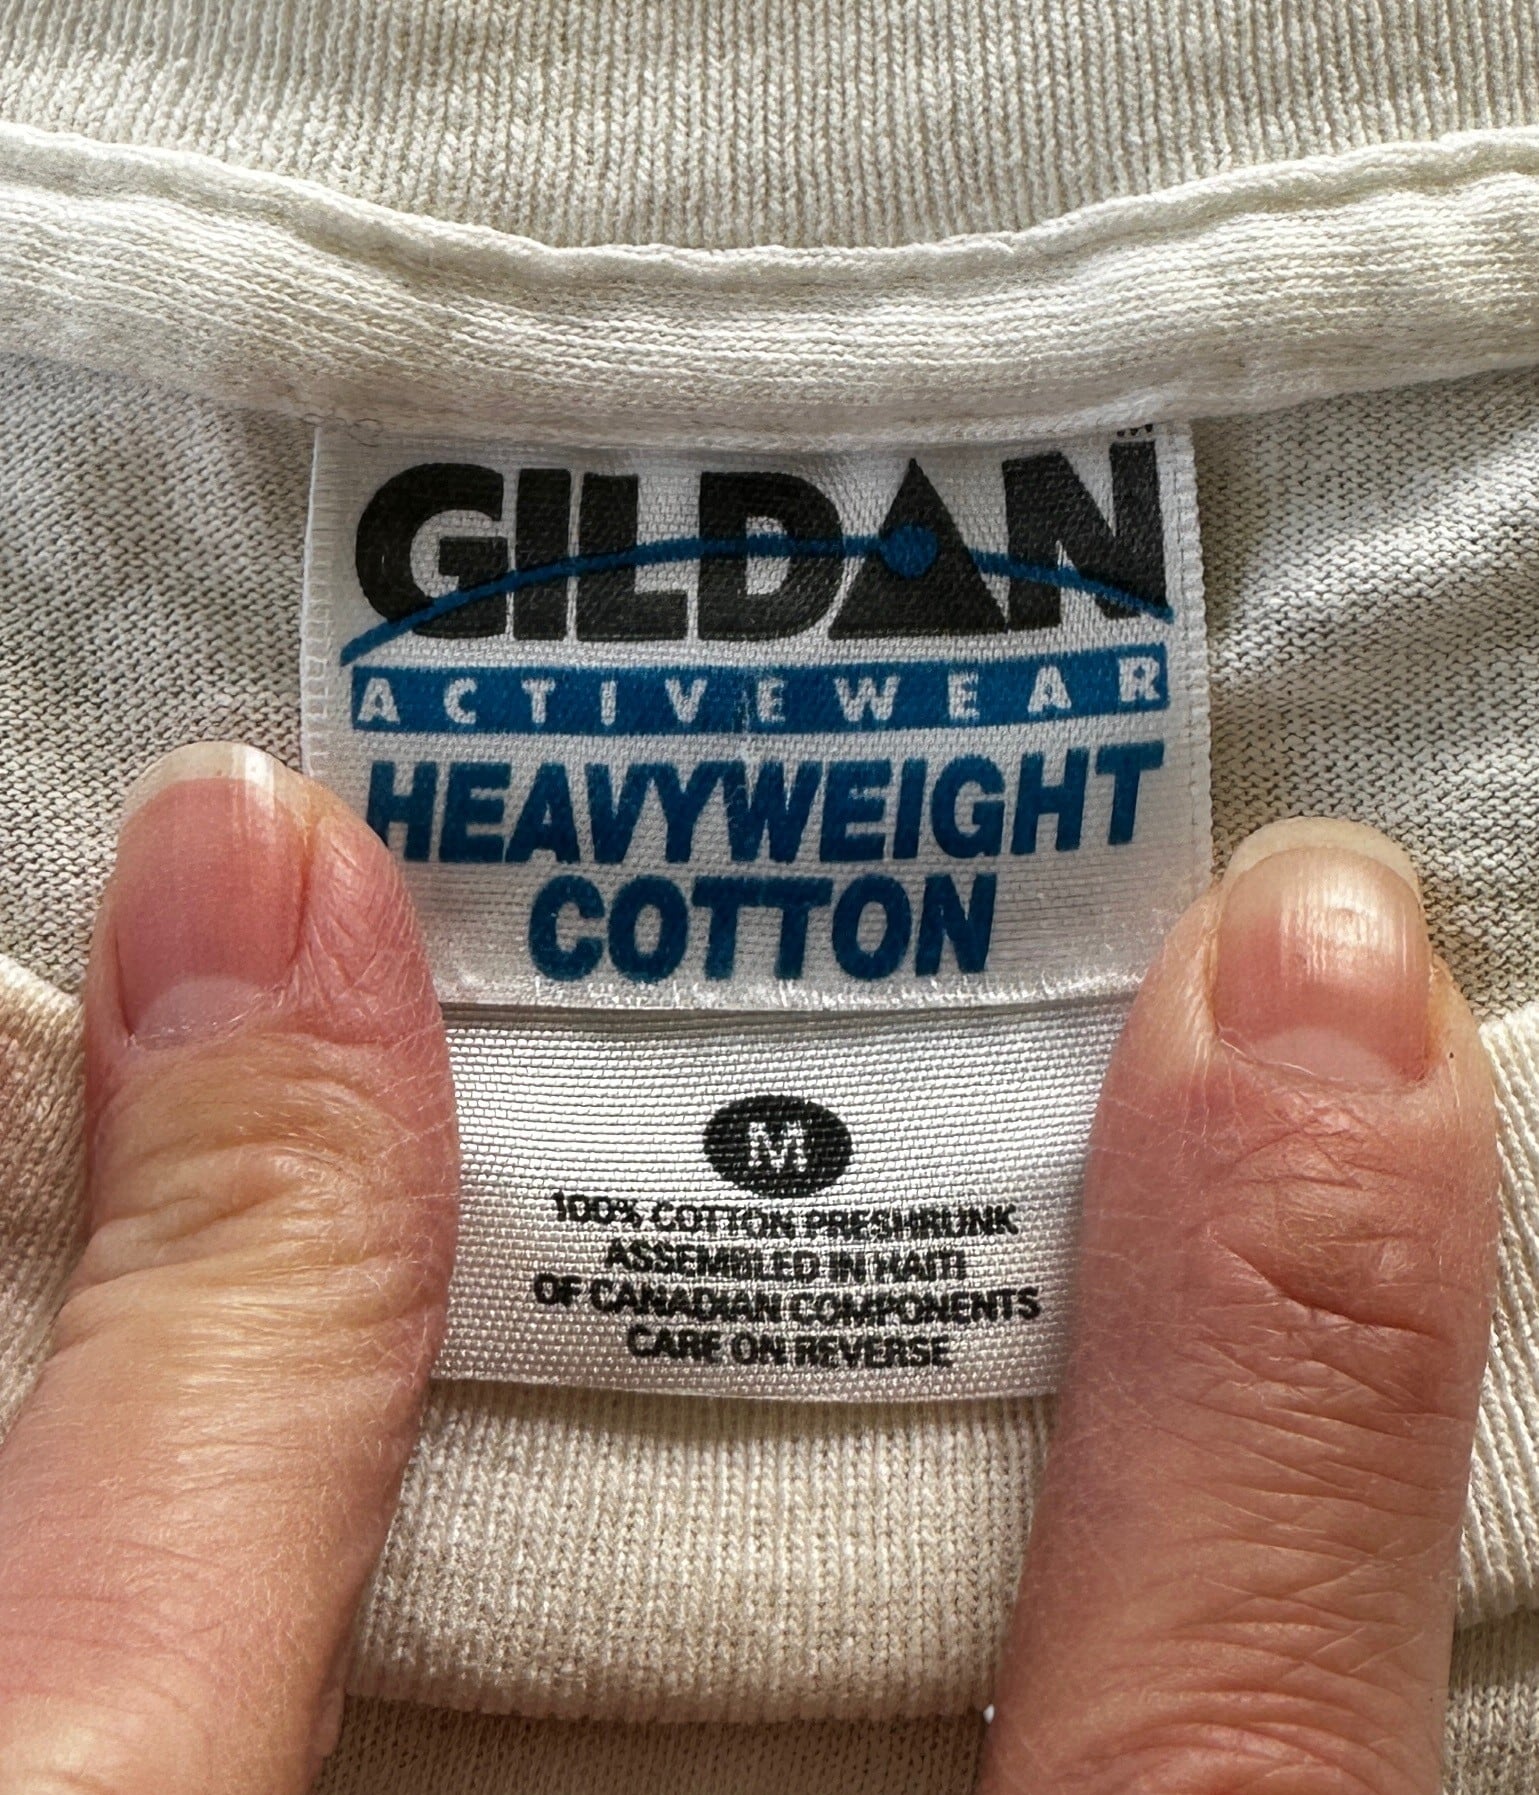 GILDAN
ACTIVEWEAR
HEAVYWEIGHT
COTTON
M
100% COTTON PRESHRUNK
ASSEMBLED IN HAITI
OF CANADIAN COMPONENTS
CARE ON REVERSE